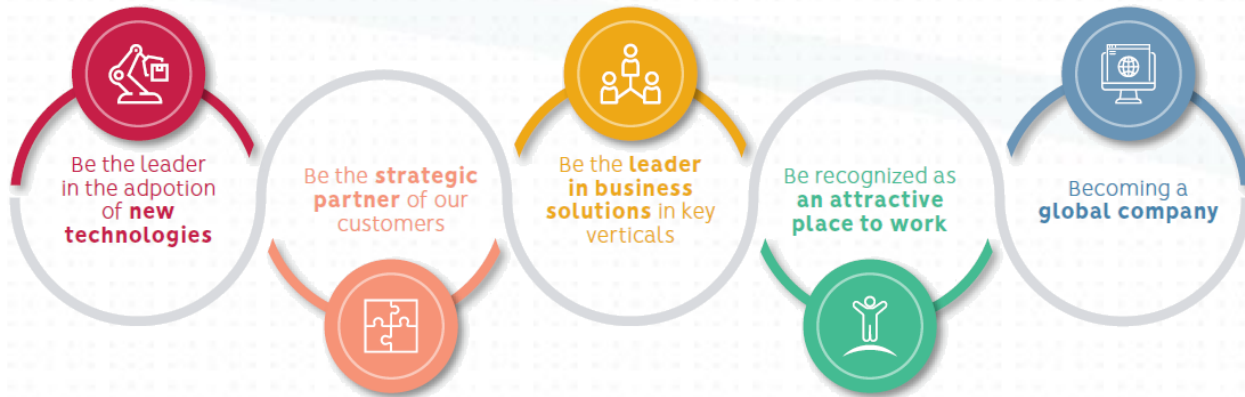 Be the leader
in the adpotion
of new
technologies
Be the strategic
partner of our
customers
Be the leader
in business
solutions in key
verticals
Be recognized as
an attractive
place to work
Becoming a
global company